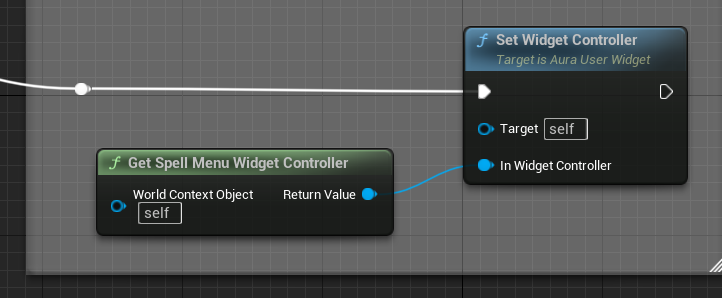 f Set Widget Controller
Target is Aura User Widget
Target self
In Widget Controller
f Get Spell Menu Widget Controller
World Context Object Return Value
self